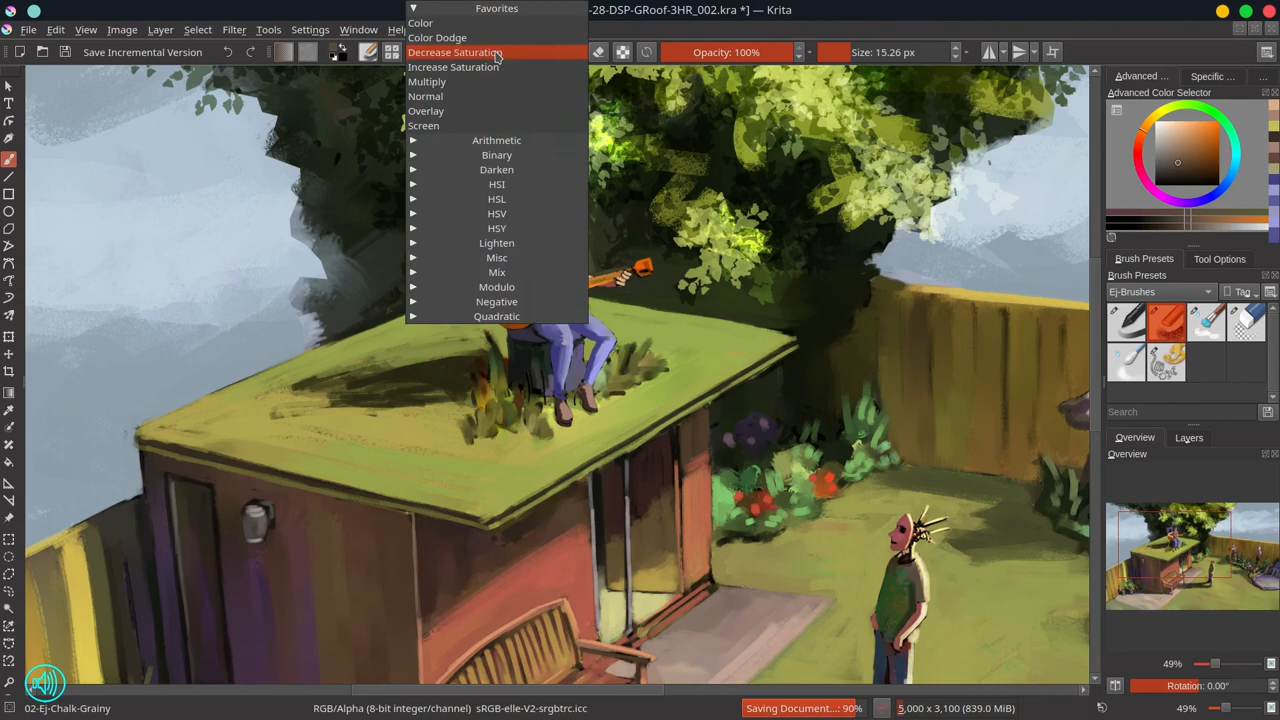 -28-DSP-GRoof-3HR_002.kra *] — Krita
File
Edit
View
Image
Layer
Select
Filter
Tools
Settings
Window
Save Incremental Version
Opacity: 100%
Size: 15.26 px
Favorites
Color
Color Dodge
Decrease Saturation
Increase Saturation
Multiply
Normal
Overlay
Screen
Arithmetic
Binary
Darken
HSI
HSL
HSV
HSY
Lighten
Misc
Mix
Modulo
Negative
Quadratic
Advanced ...
Specific ...
...
Advanced Color Selector
Brush Presets
Tool Options
Brush Presets
Ej-Brushes
Tag
Search
Overview
Layers
Overview
49%
Rotation: 0.00°
02-Ej-Chalk-Grainy
RGB/Alpha (8-bit integer/channel) sRGB-elle-V2-srgbtrc.icc
Saving Document...: 90%
5,000 x 3,100 (839.0 MiB)
49%